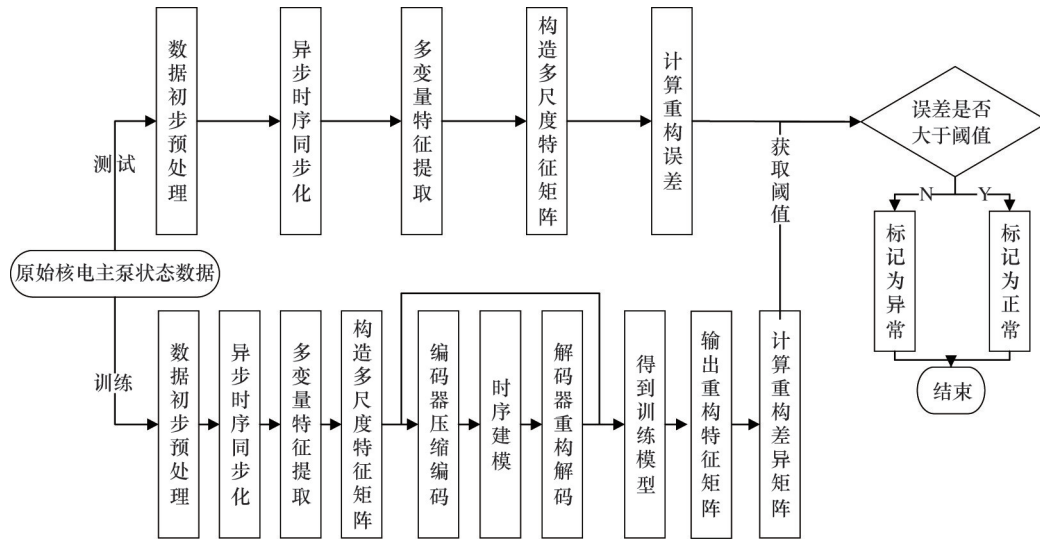 数据初步预处理
异步时序同步化
多变量特征提取
构造多尺度特征矩阵
计算重构误差
误差是否
大于阈值
测试
获取阈值
N
Y
标记为异常
标记为正常
原始核电主泵状态数据
结束
训练
数据初步预处理
异步时序同步化
多变量特征提取
构造多尺度特征矩阵
编码器压缩编码
时序建模
解码器重构解码
得到训练模型
输出重构特征矩阵
计算重构差异矩阵